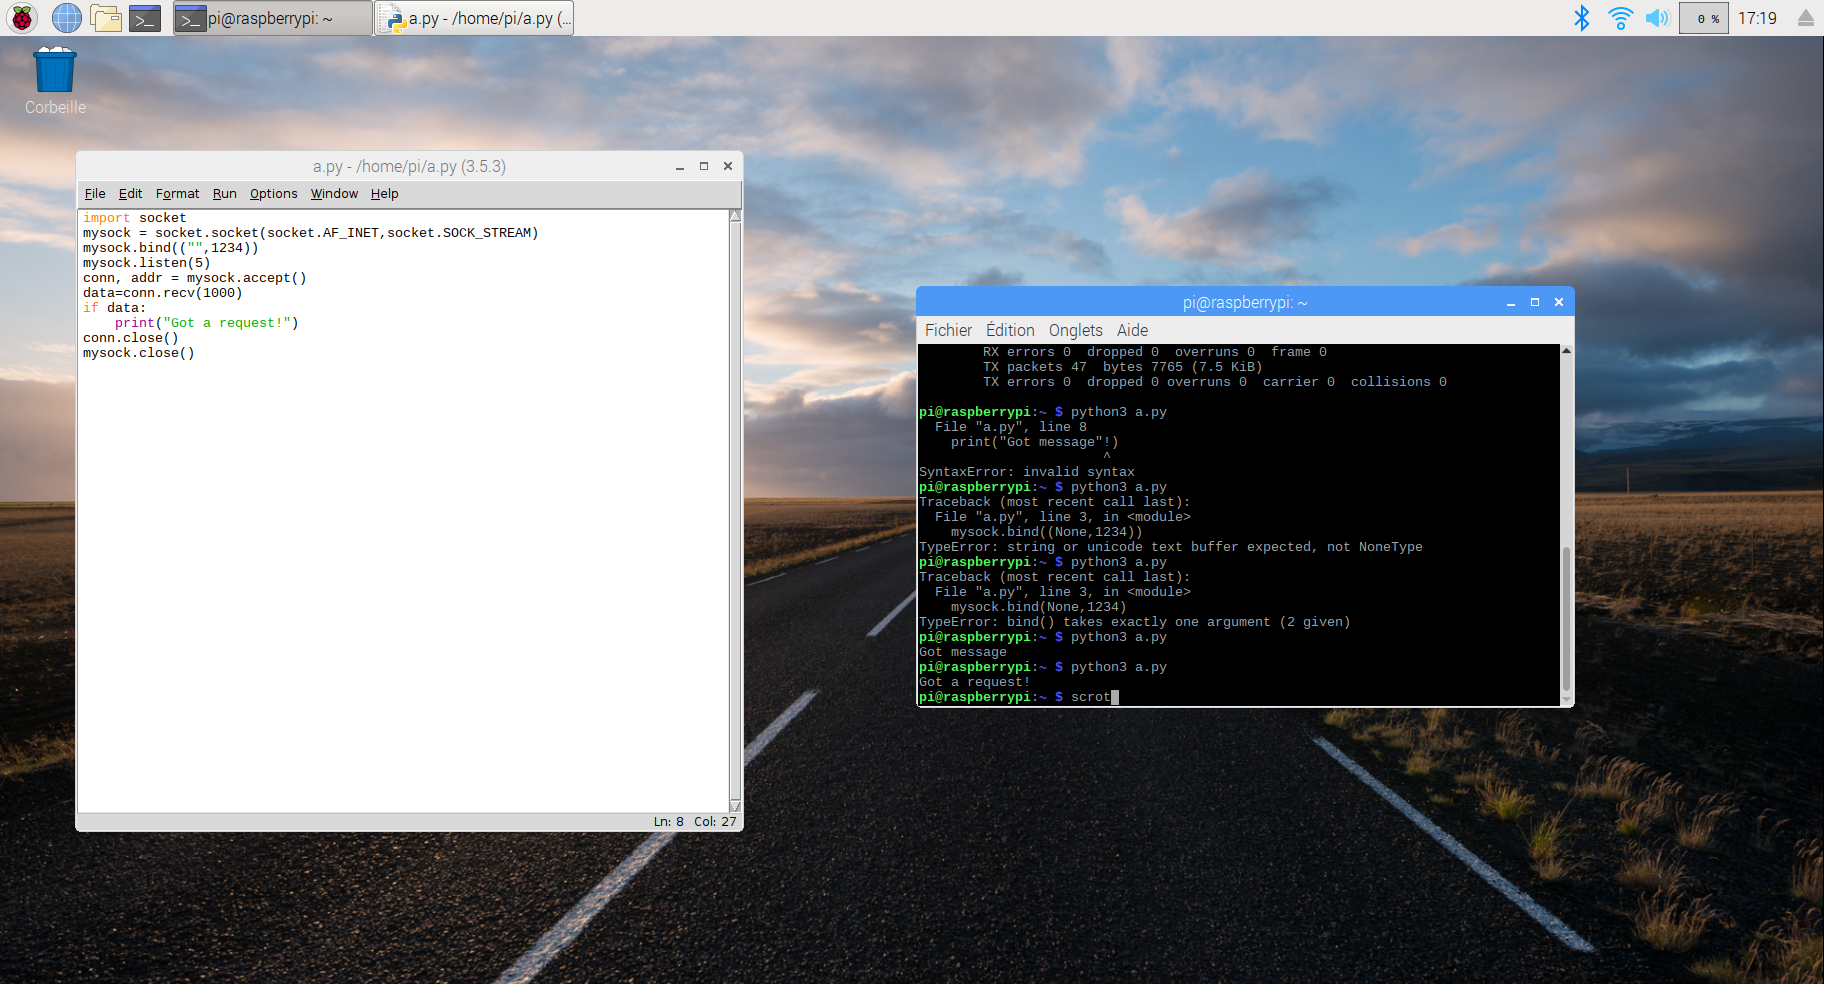 pi@raspberrypi: ~
a.py - /home/pi/a.py (...
0 %
17:19
Corbeille
a.py - /home/pi/a.py (3.5.3)
File Edit Format Run Options Window Help
import socket
mysock = socket.socket(socket.AF_INET,socket.SOCK_STREAM)
mysock.bind(("",1234))
mysock.listen(5)
conn, addr = mysock.accept()
data=conn.recv(1000)
if data:
    print("Got a request!")
conn.close()
mysock.close()
Ln: 8 Col: 27
pi@raspberrypi: ~
Fichier Édition Onglets Aide
        RX errors 0  dropped 0  overruns 0  frame 0
        TX packets 47  bytes 7765 (7.5 KiB)
        TX errors 0  dropped 0 overruns 0  carrier 0  collisions 0
pi@raspberrypi:~ $ python3 a.py
  File "a.py", line 8
    print("Got message"!)
                       ^
SyntaxError: invalid syntax
pi@raspberrypi:~ $ python3 a.py
Traceback (most recent call last):
  File "a.py", line 3, in <module>
    mysock.bind((None,1234))
TypeError: string or unicode text buffer expected, not NoneType
pi@raspberrypi:~ $ python3 a.py
Traceback (most recent call last):
  File "a.py", line 3, in <module>
    mysock.bind(None,1234)
TypeError: bind() takes exactly one argument (2 given)
pi@raspberrypi:~ $ python3 a.py
Got message
pi@raspberrypi:~ $ python3 a.py
Got a request!
pi@raspberrypi:~ $ scrot